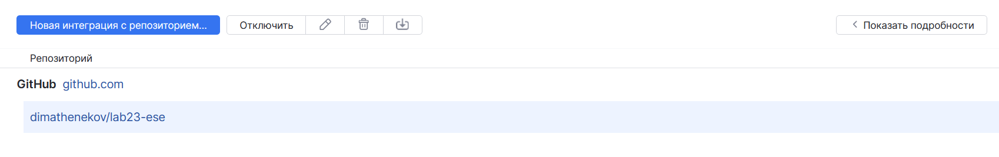 Новая интеграция с репозиторием... Отключить Показать подробности
Репозиторий
GitHub github.com
dimathenekov/lab23-ese